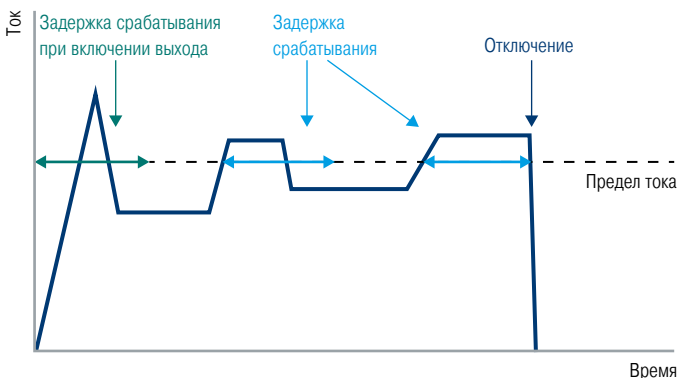 Ток
Задержка срабатывания
при включении выхода
Задержка
срабатывания
Отключение
Предел тока
Время